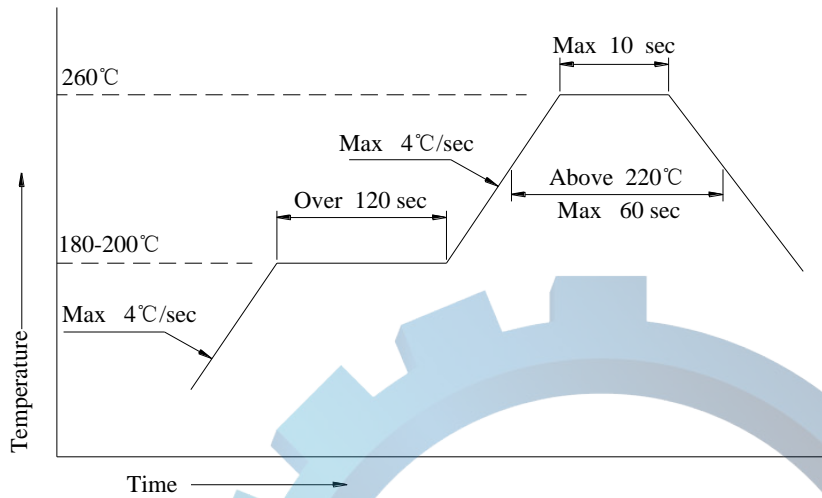 Max 10 sec
260℃
Max 4℃/sec
Above 220℃
Over 120 sec
Max 60 sec
180-200℃
Max 4℃/sec
Temperature
Time